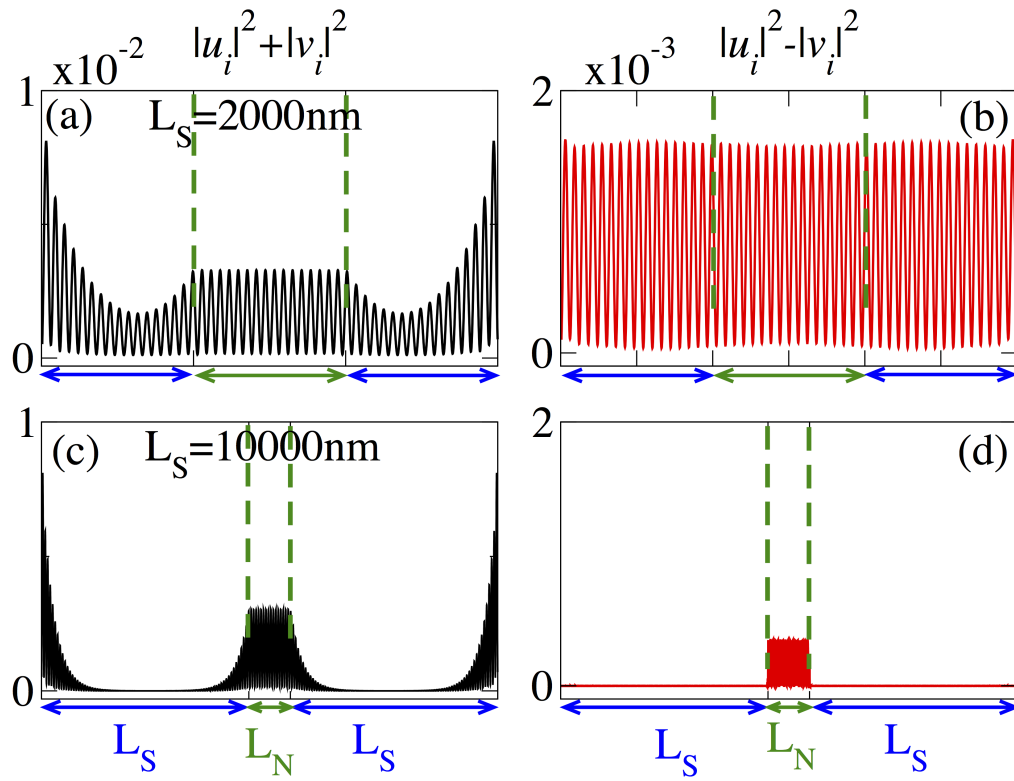 |u_i|^2+|v_i|^2
|u_i|^2-|v_i|^2
x10^-2
x10^-3
1
(a)
L_S=2000nm
0
2
(b)
0
1
(c)
L_S=10000nm
0
2
(d)
0
L_S
L_N
L_S
L_S
L_N
L_S